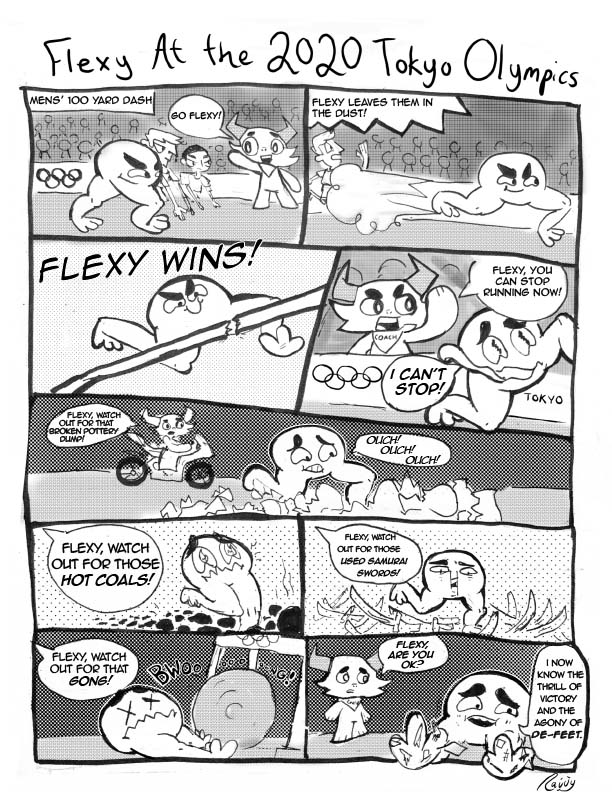 Flexy At the 2020 Tokyo Olympics
MENS' 100 YARD DASH
GO FLEXY!
FLEXY LEAVES THEM IN
THE DUST!
FLEXY WINS!
FLEXY, YOU
CAN STOP
RUNNING NOW!
COACH
I CAN'T
STOP!
TOKYO
FLEXY, WATCH
OUT FOR THAT
BROKEN POTTERY
DUMP!
OUCH!
OUCH!
OUCH!
FLEXY, WATCH
OUT FOR THOSE
HOT COALS!
FLEXY, WATCH
OUT FOR THOSE
USED SAMURAI
SWORDS!
FLEXY, WATCH
OUT FOR THAT
GONG!
FLEXY,
ARE YOU
OK?
I NOW
KNOW THE
THRILL OF
VICTORY
AND THE
AGONY OF
DE-FEET.